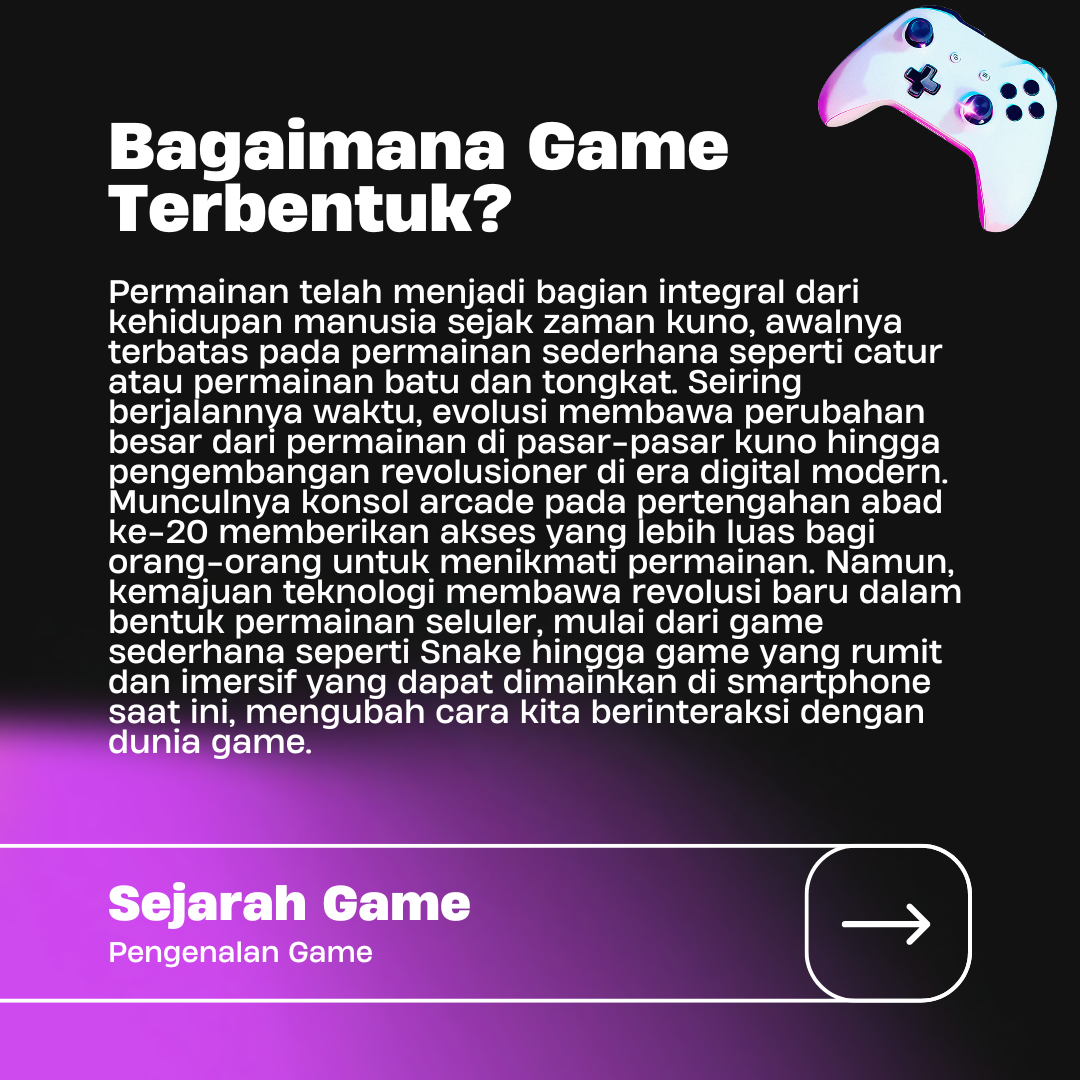 Bagaimana Game
Terbentuk?
Permainan telah menjadi bagian integral dari
kehidupan manusia sejak zaman kuno, awalnya
terbatas pada permainan sederhana seperti catur
atau permainan batu dan tongkat. Seiring
berjalannya waktu, evolusi membawa perubahan
besar dari permainan di pasar-pasar kuno hingga
pengembangan revolusioner di era digital modern.
Munculnya konsol arcade pada pertengahan abad
ke-20 memberikan akses yang lebih luas bagi
orang-orang untuk menikmati permainan. Namun,
kemajuan teknologi membawa revolusi baru dalam
bentuk permainan seluler, mulai dari game
sederhana seperti Snake hingga game yang rumit
dan imersif yang dapat dimainkan di smartphone
saat ini, mengubah cara kita berinteraksi dengan
dunia game.
Sejarah Game
Pengenalan Game